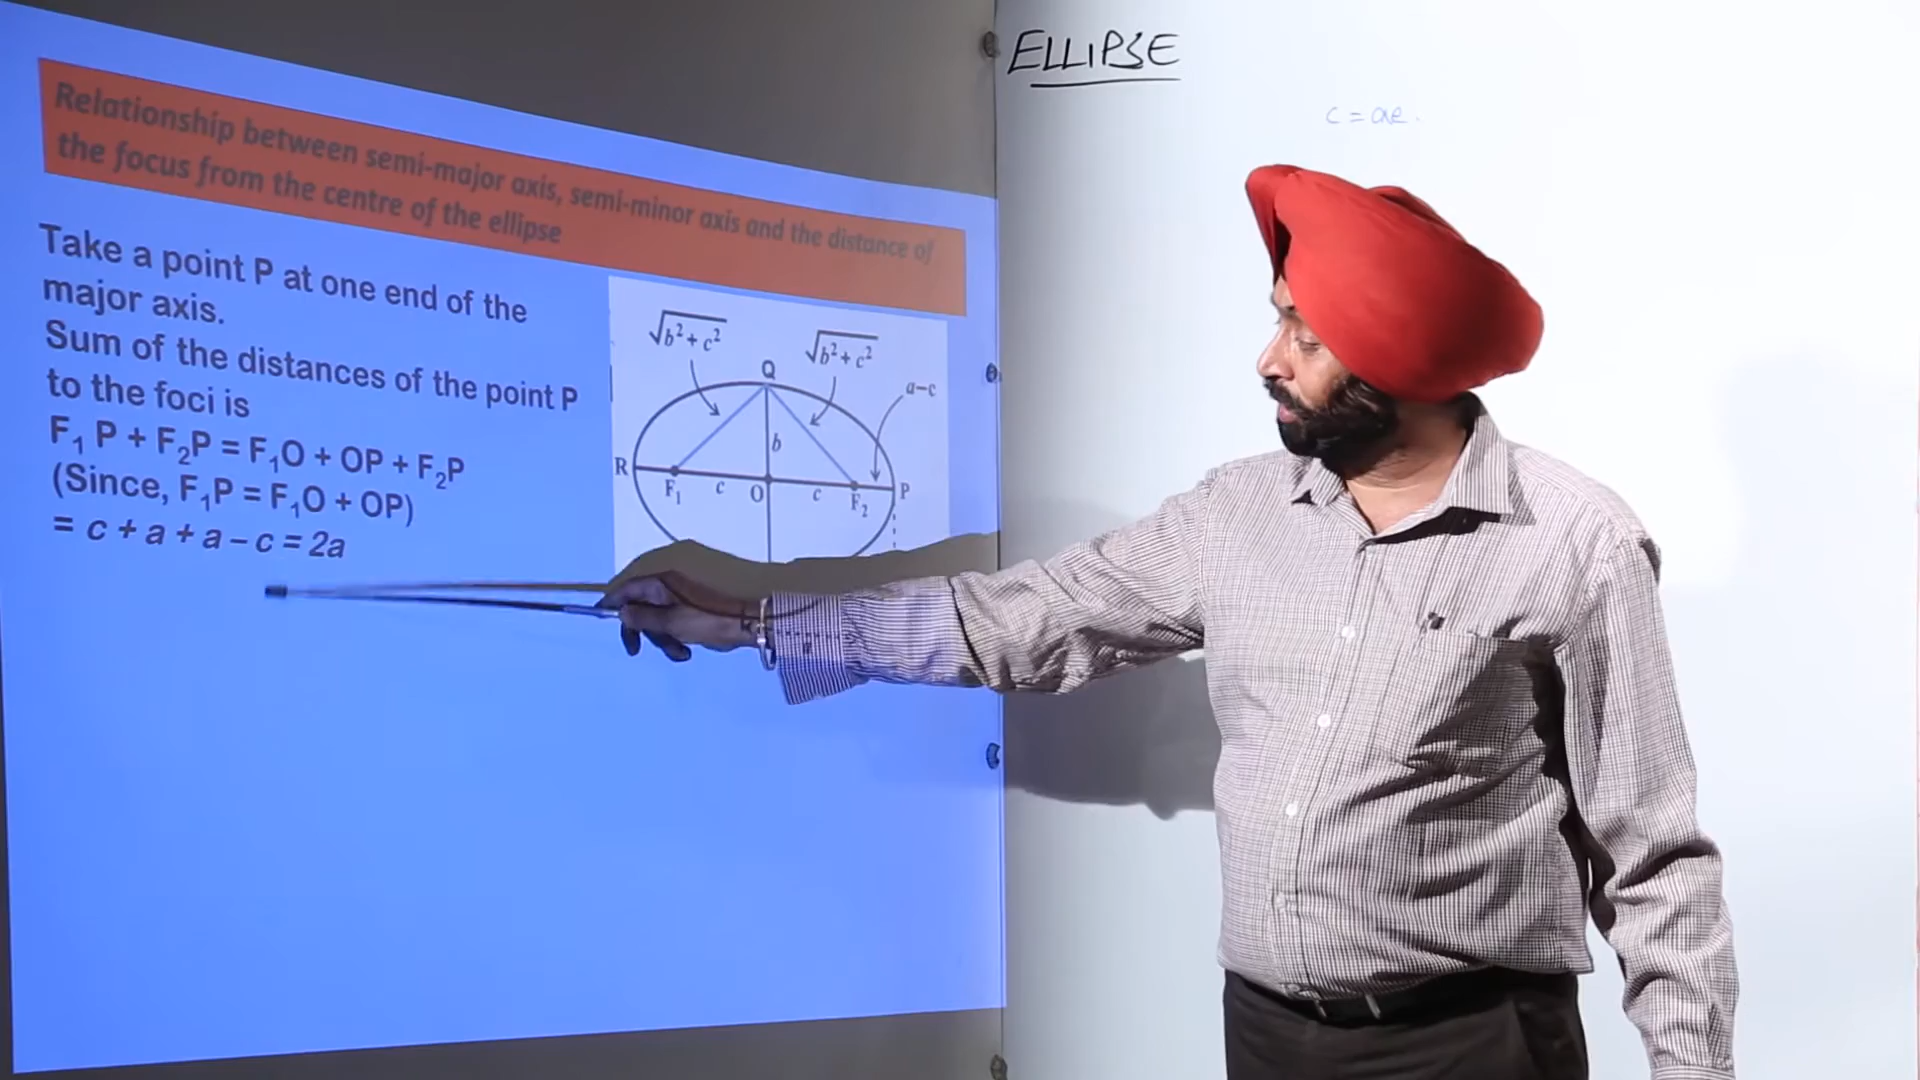 Relationship between semi-major axis, semi-minor axis and the distance of
the focus from the centre of the ellipse
Take a point P at one end of the
major axis.
Sum of the distances of the point P
to the foci is
F₁ P + F₂P = F₁O + OP + F₂P
(Since, F₁P = F₁O + OP)
= c + a + a – c = 2a
√b² + c²
√b² + c²
Q
a–c
b
R
F₁
c
O
c
F₂
P
ELLIPSE
c = ae.